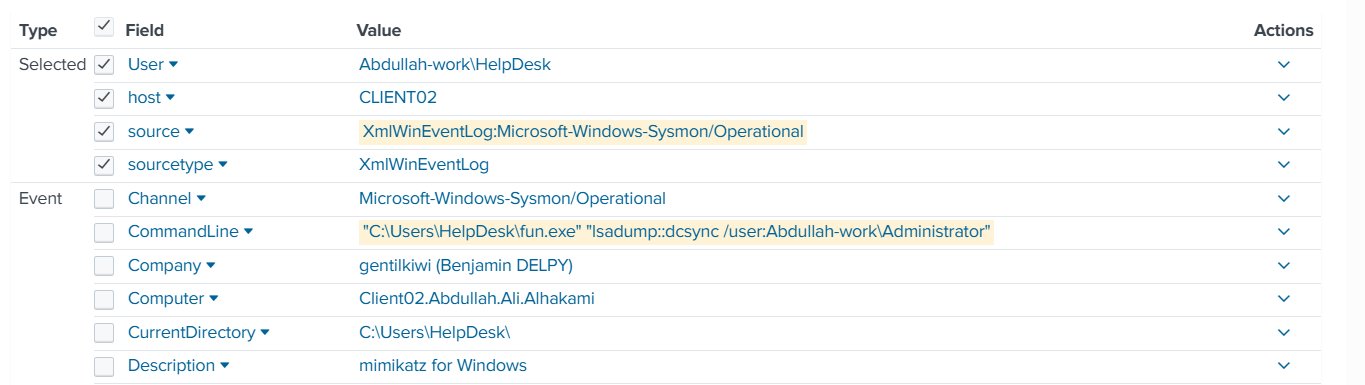 Type Field Value Actions
Selected User Abdullah-work\HelpDesk
host CLIENT02
source XmlWinEventLog:Microsoft-Windows-Sysmon/Operational
sourcetype XmlWinEventLog
Event Channel Microsoft-Windows-Sysmon/Operational
CommandLine "C:\Users\HelpDesk\fun.exe" "lsadump::dcsync /user:Abdullah-work\Administrator"
Company gentilkiwi (Benjamin DELPY)
Computer Client02.Abdullah.Ali.Alhakami
CurrentDirectory C:\Users\HelpDesk\
Description mimikatz for Windows